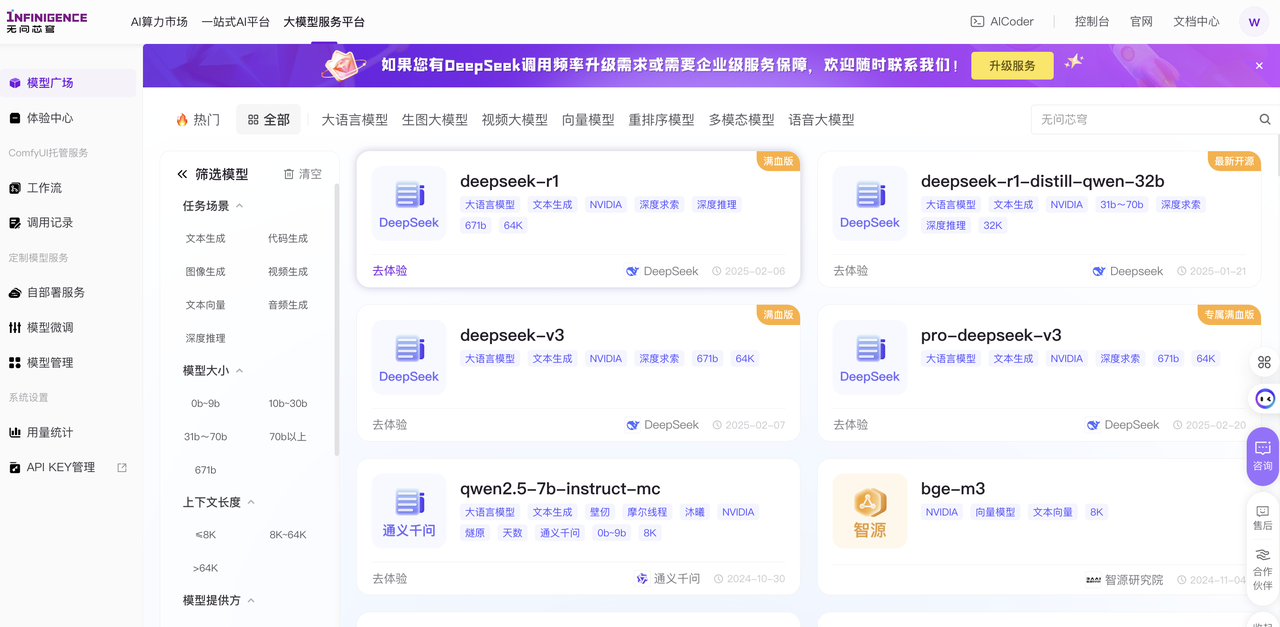 INFINIGENCE
无问芯穹
AI算力市场 一站式AI平台 大模型服务平台
AICoder 控制台 官网 文档中心 W
如果您有DeepSeek调用频率升级需求或需要企业级服务保障，欢迎随时联系我们！ 升级服务
模型广场
体验中心
ComfyUI托管服务
工作流
调用记录
定制模型服务
自部署服务
模型微调
模型管理
系统设置
用量统计
API KEY管理
热门 全部 大语言模型 生图大模型 视频大模型 向量模型 重排序模型 多模态模型 语音大模型
无问芯穹
筛选模型 清空
任务场景
文本生成 代码生成
图像生成 视频生成
文本向量 音频生成
深度推理
模型大小
0b~9b 10b~30b
31b～70b 70b以上
671b
上下文长度
≤8K 8K~64K
>64K
模型提供方
满血版
DeepSeek
deepseek-r1
大语言模型 文本生成 NVIDIA 深度求索 深度推理
671b 64K
去体验 DeepSeek 2025-02-06
最新开源
DeepSeek
deepseek-r1-distill-qwen-32b
大语言模型 文本生成 NVIDIA 31b～70b 深度求索
深度推理 32K
去体验 Deepseek 2025-01-21
满血版
DeepSeek
deepseek-v3
大语言模型 文本生成 NVIDIA 深度求索 671b 64K
去体验 DeepSeek 2025-02-07
专属满血版
DeepSeek
pro-deepseek-v3
大语言模型 文本生成 NVIDIA 深度求索 671b 64K
去体验 DeepSeek 2025-02-20
通义千问
qwen2.5-7b-instruct-mc
大语言模型 文本生成 壁仞 摩尔线程 沐曦 NVIDIA
燧原 天数 通义千问 0b~9b 8K
去体验 通义千问 2024-10-30
智源
bge-m3
NVIDIA 向量模型 文本向量 8K
智源研究院 2024-11-04
咨询
售后
合作
伙伴